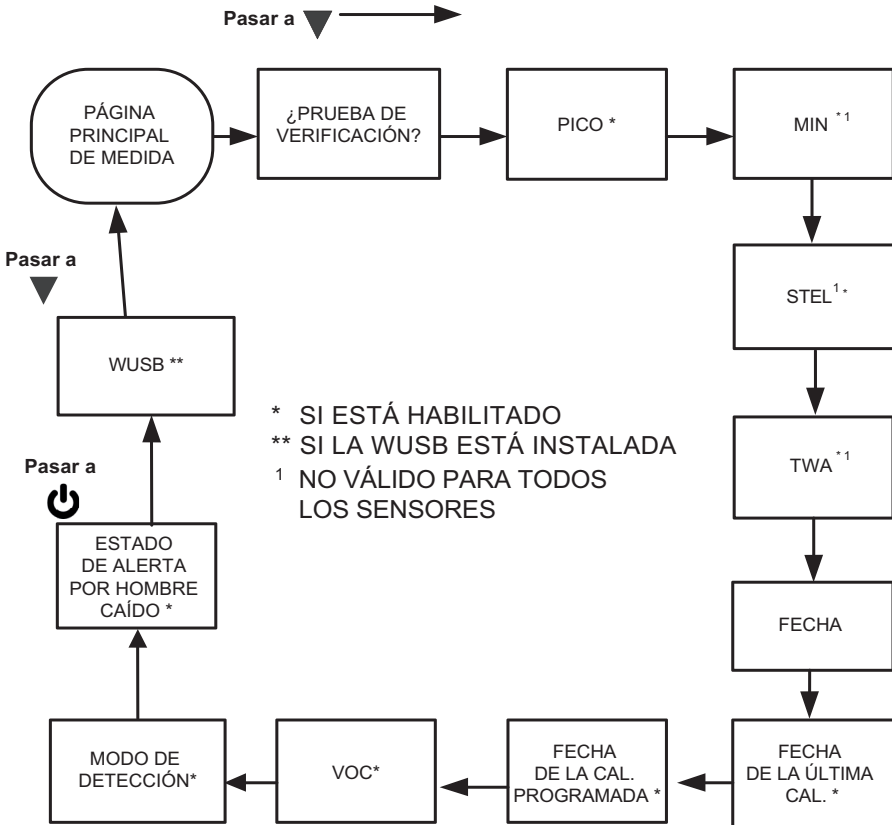 Pasar a
PÁGINA
PRINCIPAL
DE MEDIDA
¿PRUEBA DE
VERIFICACIÓN?
PICO *
MIN * 1
STEL1 *
TWA * 1
FECHA
FECHA
DE LA ÚLTIMA
CAL. *
FECHA
DE LA CAL.
PROGRAMADA *
VOC*
MODO DE
DETECCIÓN*
ESTADO
DE ALERTA
POR HOMBRE
CAÍDO *
Pasar a
WUSB **
Pasar a
* SI ESTÁ HABILITADO
** SI LA WUSB ESTÁ INSTALADA
1 NO VÁLIDO PARA TODOS
LOS SENSORES